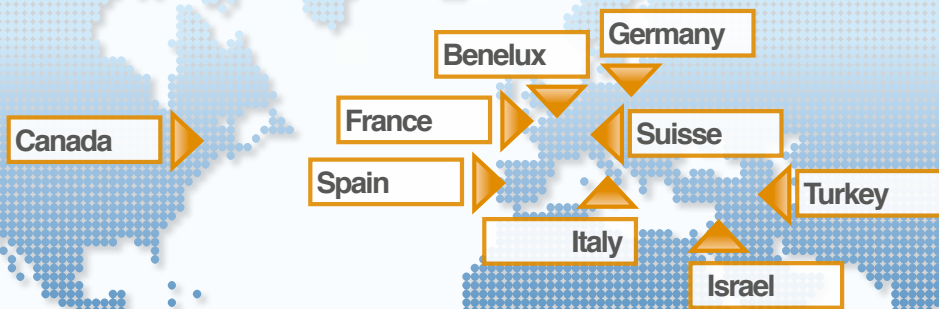 Germany
Benelux
France
Canada
Suisse
Spain
Turkey
Italy
Israel